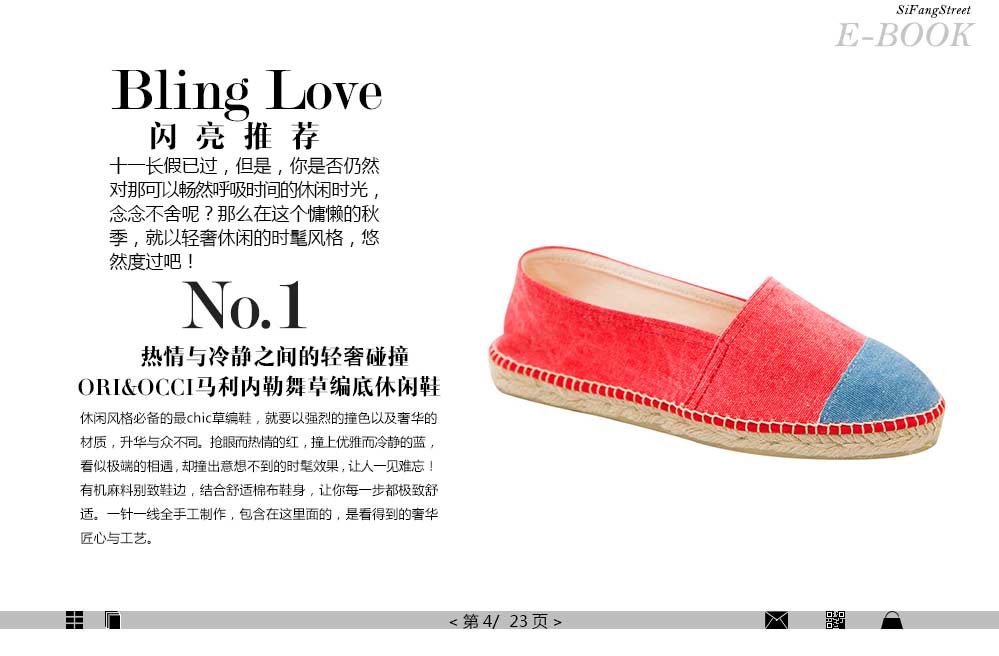 SiFangStreet
E-BOOK
Bling Love
闪亮推荐
十一长假已过，但是，你是否仍然
对那可以畅然呼吸时间的休闲时光，
念念不舍呢？那么在这个慵懒的秋
季，就以轻奢休闲的时髦风格，悠
然度过吧！
No.1
热情与冷静之间的轻奢碰撞
ORI&OCCI马利内勒舞草编底休闲鞋
休闲风格必备的最chic草编鞋，就要以强烈的撞色以及奢华的
材质，升华与众不同。抢眼而热情的红，撞上优雅而冷静的蓝，
看似极端的相遇，却撞出意想不到的时髦效果，让人一见难忘！
有机麻料别致鞋边，结合舒适棉布鞋身，让你每一步都极致舒
适。一针一线全手工制作，包含在这里面的，是看得到的奢华
匠心与工艺。
< 第 4/ 23 页 >